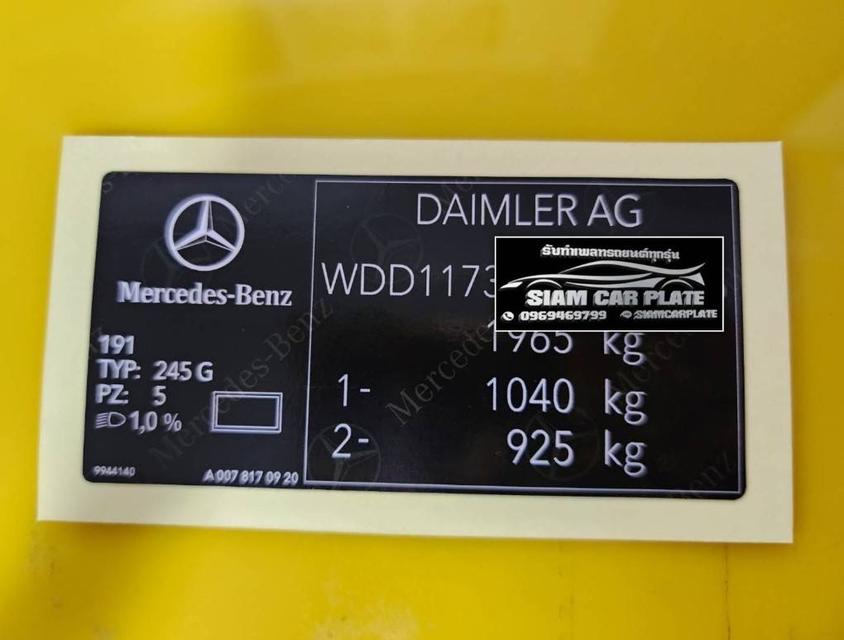 DAIMLER AG
Mercedes-Benz
WDD1173
รับทำเพลทรถยนต์ทุกรุ่น
SIAM CAR PLATE
0969469799 SIAMCARPLATE
191
TYP: 245 G
PZ: 5
1,0 %
9944140
A 007 817 09 20
1965 kg
1- 1040 kg
2- 925 kg